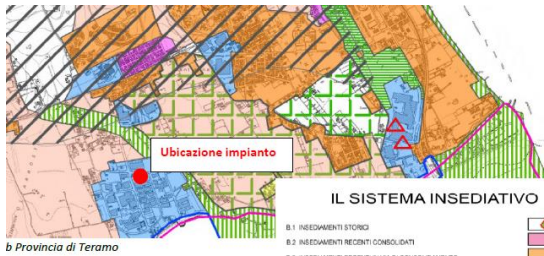 Ubicazione impianto
IL SISTEMA INSEDIATIVO
B.1 INSEDIAMENTI STORICI
B.2 INSEDIAMENTI RECENTI CONSOLIDATI
b Provincia di Teramo